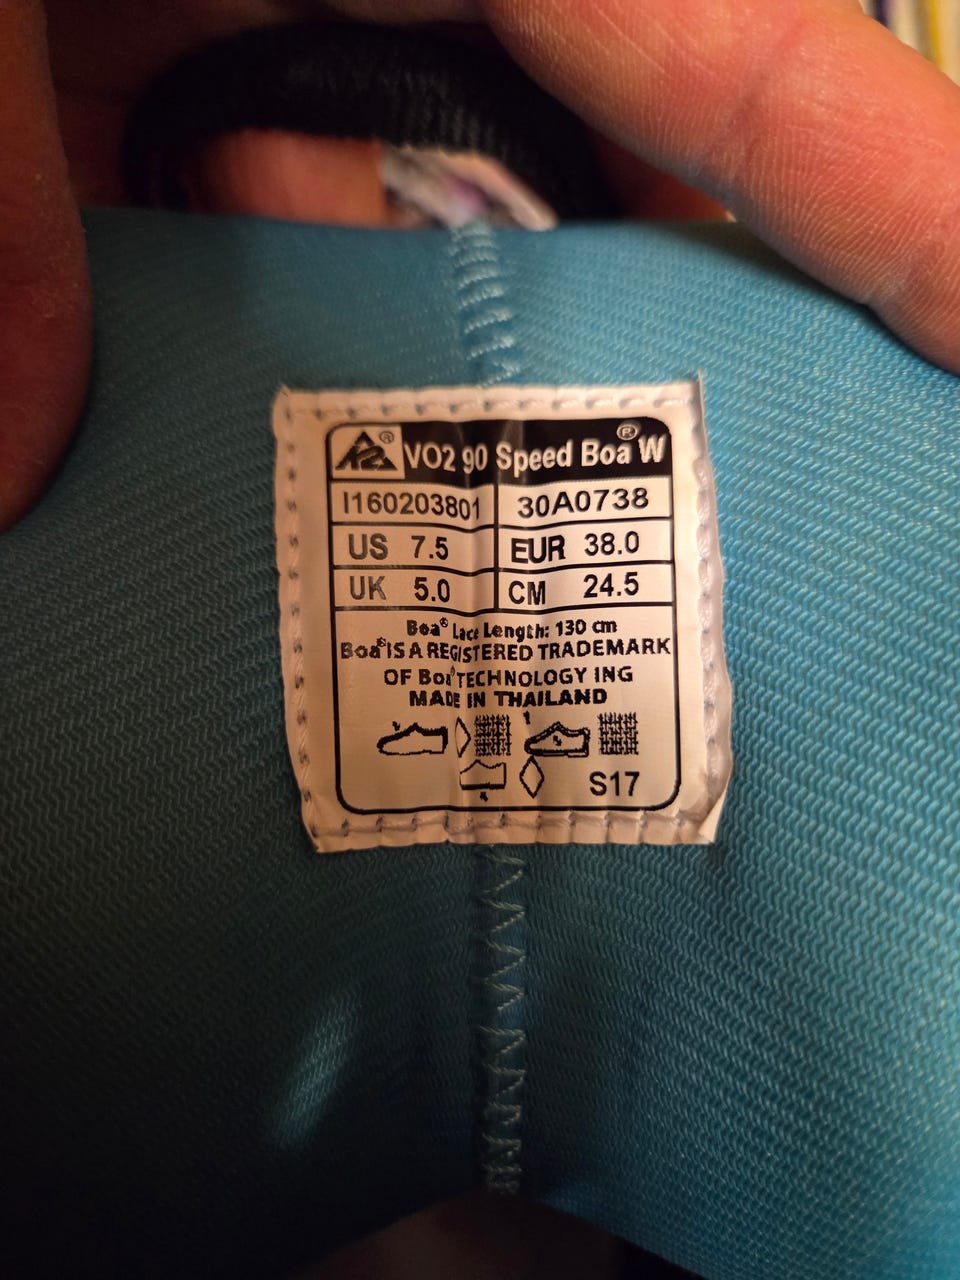 K2® VO2 90 Speed Boa® W
I160203801 30A0738
US 7.5 EUR 38.0
UK 5.0 CM 24.5
Boa® Lace Length: 130 cm
Boa® IS A REGISTERED TRADEMARK
OF Boa® TECHNOLOGY ING
MADE IN THAILAND
S17